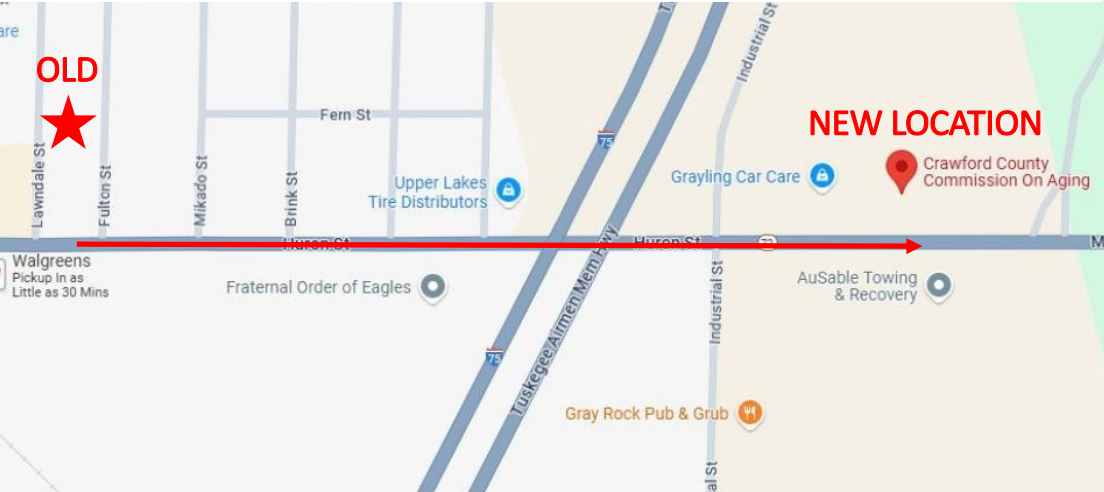 are
OLD
NEW LOCATION
Lawndale St
Fulton St
Mikado St
Brink St
Fern St
Industrial St
75
Upper Lakes
Tire Distributors
Grayling Car Care
Crawford County
Commission On Aging
Huron St
Huron St
72
M
Walgreens
Pickup In as
Little as 30 Mins
Fraternal Order of Eagles
AuSable Towing
& Recovery
Industrial St
75
Tuskegee Airmen Mem Hwy
Gray Rock Pub & Grub
al St